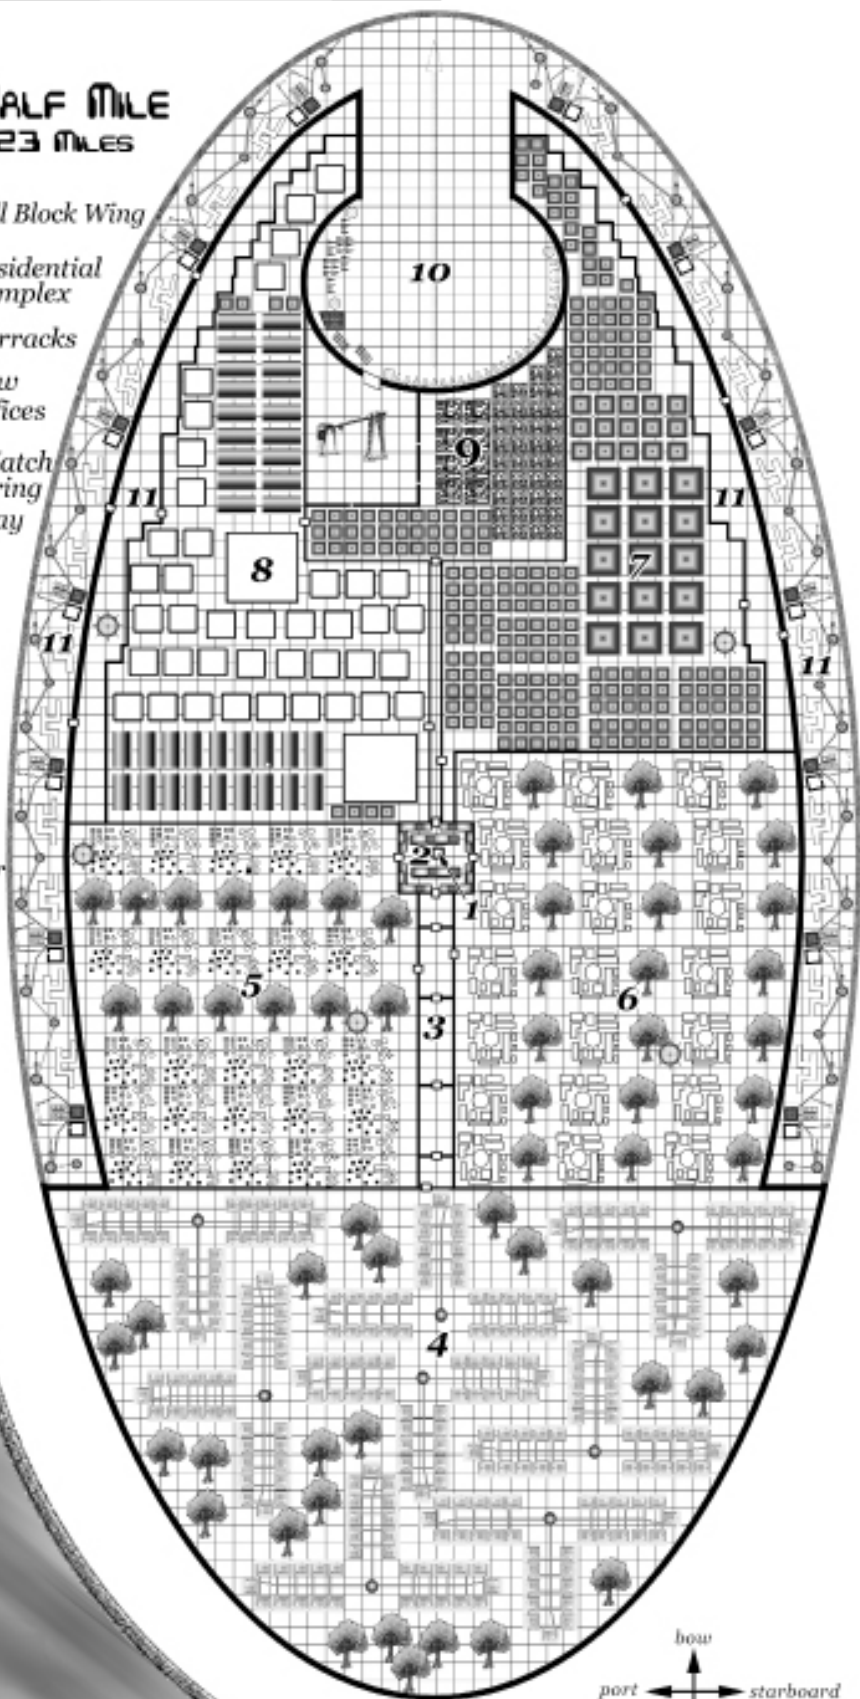 ALF MILE
23 MILES
l Block Wing
sidential
mplex
rracks
w
fices
atch
ring
ay
10
9
11
11
7
8
11
11
2
1
5
6
3
4
bow
port
starboard